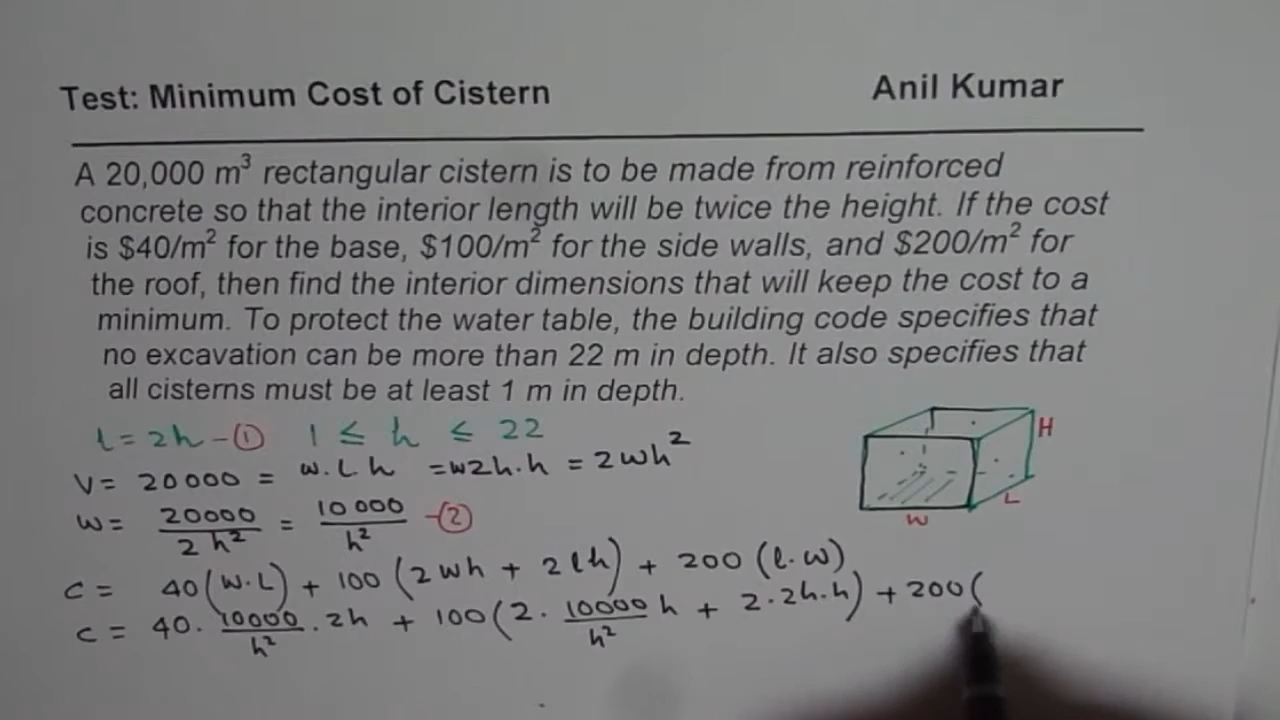 Test: Minimum Cost of Cistern Anil Kumar
A 20,000 m³ rectangular cistern is to be made from reinforced
concrete so that the interior length will be twice the height. If the cost
is $40/m² for the base, $100/m² for the side walls, and $200/m² for
the roof, then find the interior dimensions that will keep the cost to a
minimum. To protect the water table, the building code specifies that
no excavation can be more than 22 m in depth. It also specifies that
all cisterns must be at least 1 m in depth.
l = 2h - ① 1 ≤ h ≤ 22
V = 20000 = w.L h = w2h.h = 2wh²
w = 20000/2h² = 10000/h² - ②
c = 40(w.L) + 100(2wh + 2lh) + 200(l.w)
c = 40. 10000/h² . 2h + 100(2. 10000/h² h + 2.2h.h) + 200(
H
L
W